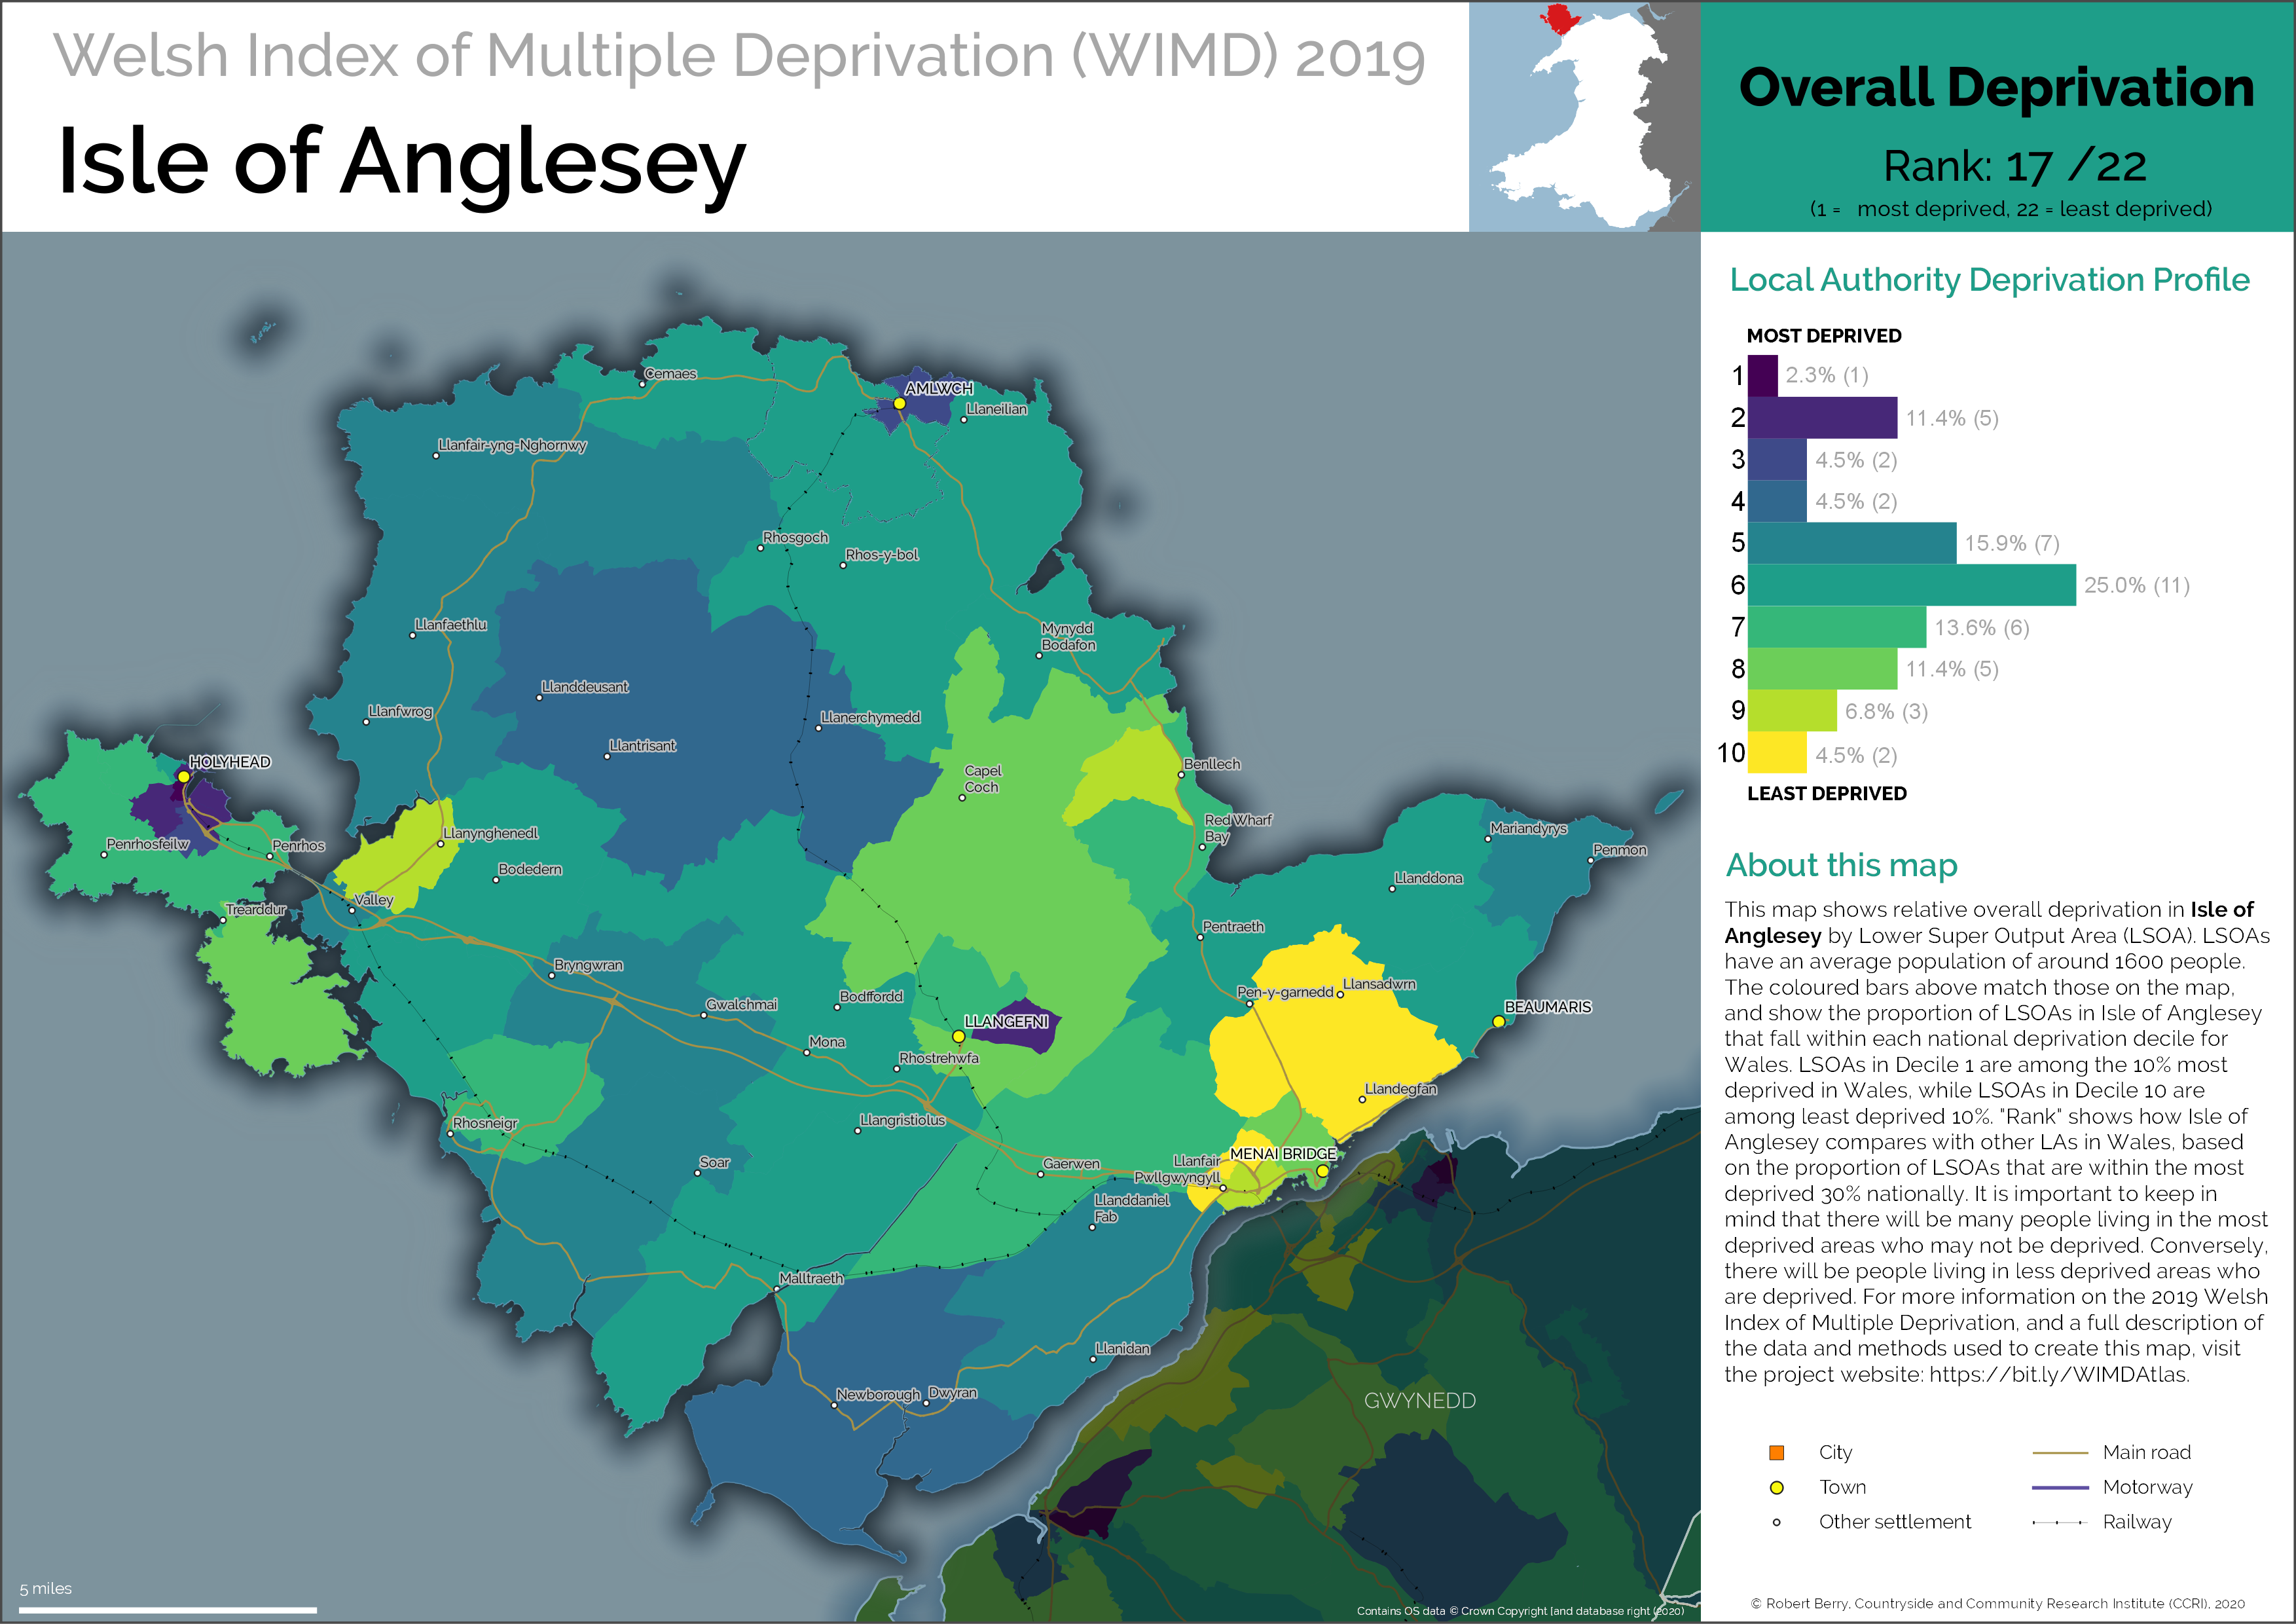 Welsh Index of Multiple Deprivation (WIMD) 2019
Isle of Anglesey
Overall Deprivation
Rank: 17 /22
(1 = most deprived, 22 = least deprived)
Local Authority Deprivation Profile
MOST DEPRIVED
1 2.3% (1)
2 11.4% (5)
3 4.5% (2)
4 4.5% (2)
5 15.9% (7)
6 25.0% (11)
7 13.6% (6)
8 11.4% (5)
9 6.8% (3)
10 4.5% (2)
LEAST DEPRIVED
About this map
This map shows relative overall deprivation in Isle of
Anglesey by Lower Super Output Area (LSOA). LSOAs
have an average population of around 1600 people.
The coloured bars above match those on the map,
and show the proportion of LSOAs in Isle of Anglesey
that fall within each national deprivation decile for
Wales. LSOAs in Decile 1 are among the 10% most
deprived in Wales, while LSOAs in Decile 10 are
among least deprived 10%. "Rank" shows how Isle of
Anglesey compares with other LAs in Wales, based
on the proportion of LSOAs that are within the most
deprived 30% nationally. It is important to keep in
mind that there will be many people living in the most
deprived areas who may not be deprived. Conversely,
there will be people living in less deprived areas who
are deprived. For more information on the 2019 Welsh
Index of Multiple Deprivation, and a full description of
the data and methods used to create this map, visit
the project website: https://bit.ly/WIMDAtlas.
City
Town
Other settlement
Main road
Motorway
Railway
© Robert Berry, Countryside and Community Research Institute (CCRI), 2020
Cemaes
AMLWCH
Llaneilian
Llanfair-yng-Nghornwy
Rhosgoch
Rhos-y-bol
Llanfaethlu
Mynydd
Bodafon
Llanddeusant
Llanfwrog
Llanerchymedd
Llantrisant
HOLYHEAD
Benllech
Capel
Coch
Red Wharf
Bay
Mariandyrys
Penmon
Llanynghenedl
Penrhosfeilw
Penrhos
Bodedern
Llanddona
Valley
Trearddur
Pentraeth
Bryngwran
Llansadwrn
Pen-y-garnedd
Bodffordd
Gwalchmai
BEAUMARIS
LLANGEFNI
Mona
Rhostrehwfa
Llandegfan
Rhosneigr
Llangristiolus
MENAI BRIDGE
Llanfair
Pwllgwyngyll
Soar
Gaerwen
Llanddaniel
Fab
Malltraeth
Llanidan
Newborough
Dwyran
GWYNEDD
5 miles
Contains OS data © Crown Copyright [and database right (2020)